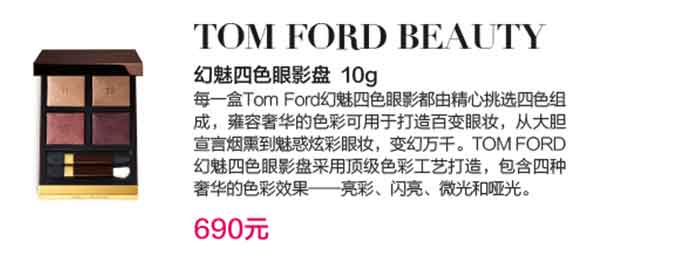 TOM FORD BEAUTY
幻魅四色眼影盘 10g
每一盒Tom Ford幻魅四色眼影都由精心挑选四色组
成，雍容奢华的色彩可用于打造百变眼妆，从大胆
宣言烟熏到魅惑炫彩眼妆，变幻万千。TOM FORD
幻魅四色眼影盘采用顶级色彩工艺打造，包含四种
奢华的色彩效果——亮彩、闪亮、微光和哑光。
690元